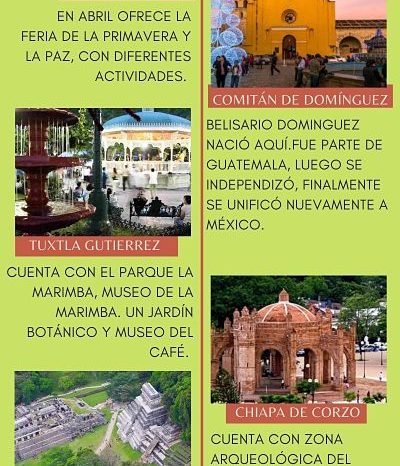 EN ABRIL OFRECE LA
FERIA DE LA PRIMAVERA Y
LA PAZ, CON DIFERENTES
ACTIVIDADES.
COMITÁN DE DOMÍNGUEZ
BELISARIO DOMINGUEZ
NACIÓ AQUÍ.FUE PARTE DE
GUATEMALA, LUEGO SE
INDEPENDIZÓ, FINALMENTE
SE UNIFICÓ NUEVAMENTE A
MÉXICO.
TUXTLA GUTIERREZ
CUENTA CON EL PARQUE LA
MARIMBA, MUSEO DE LA
MARIMBA. UN JARDÍN
BOTÁNICO Y MUSEO DEL
CAFÉ.
CHIAPA DE CORZO
CUENTA CON ZONA
ARQUEOLÓGICA DEL